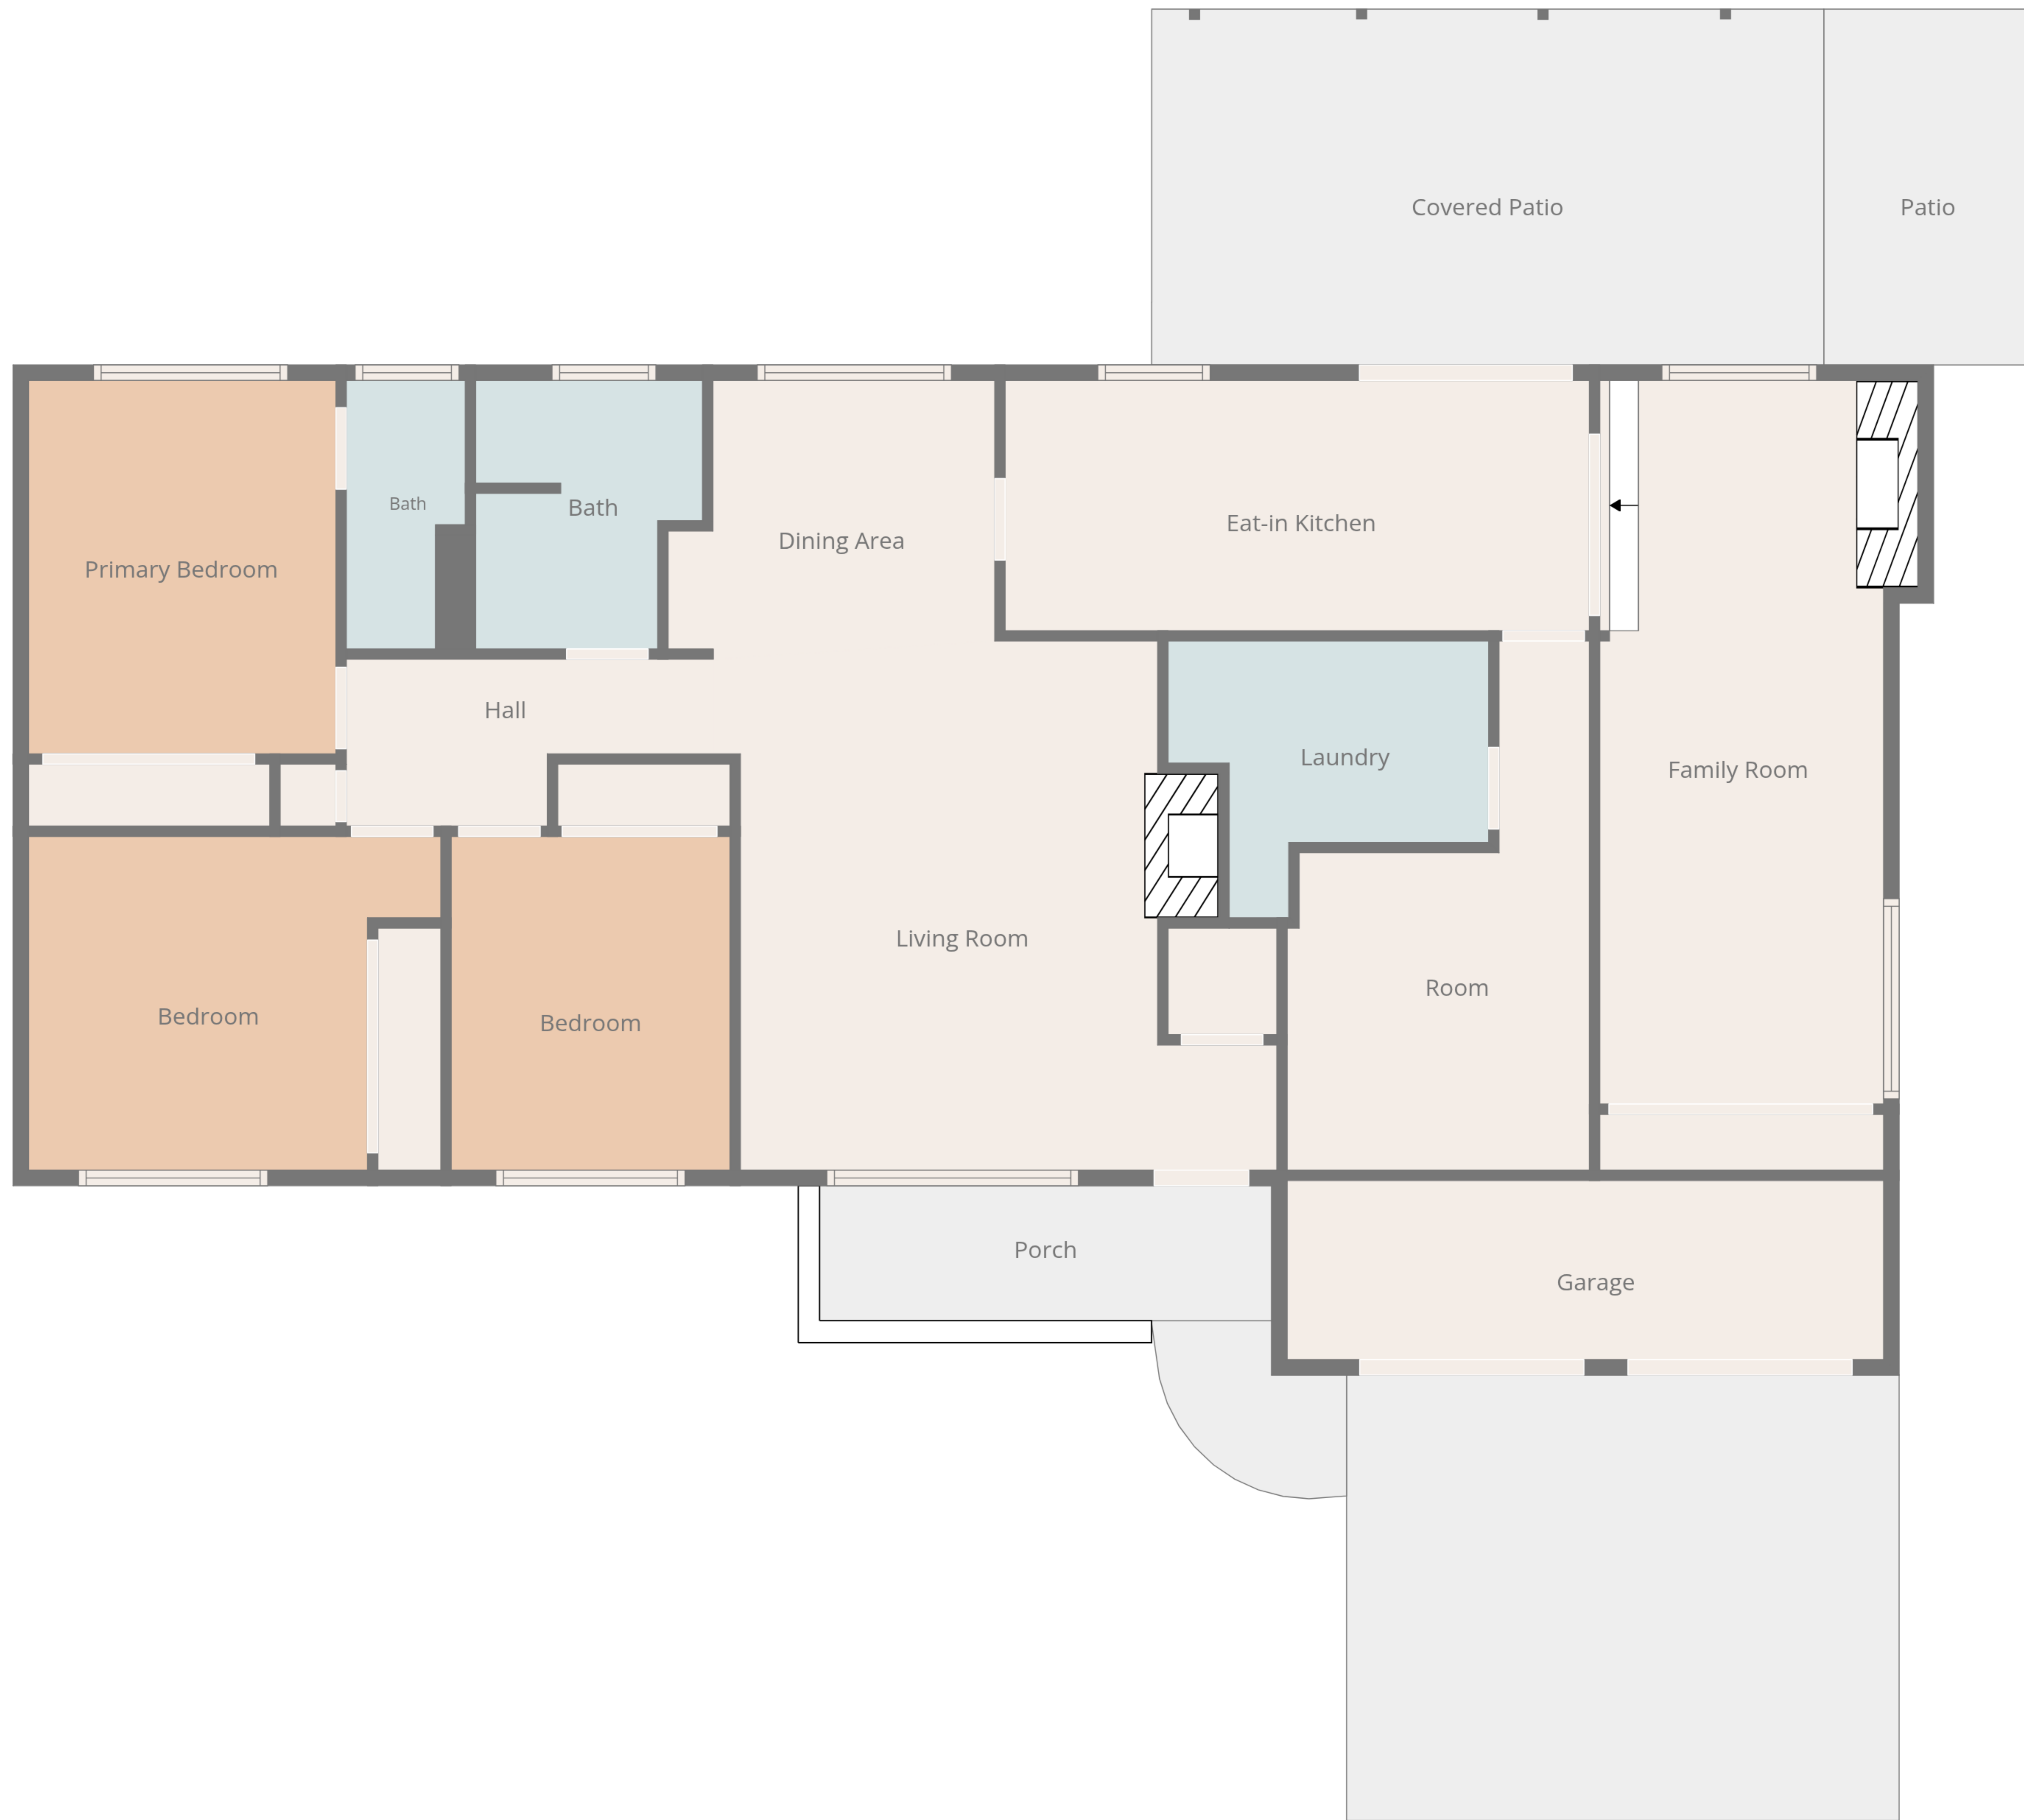 Covered Patio
Patio
Bath
Bath
Eat-in Kitchen
Dining Area
Primary Bedroom
Hall
Laundry
Family Room
Living Room
Room
Bedroom
Bedroom
Porch
Garage